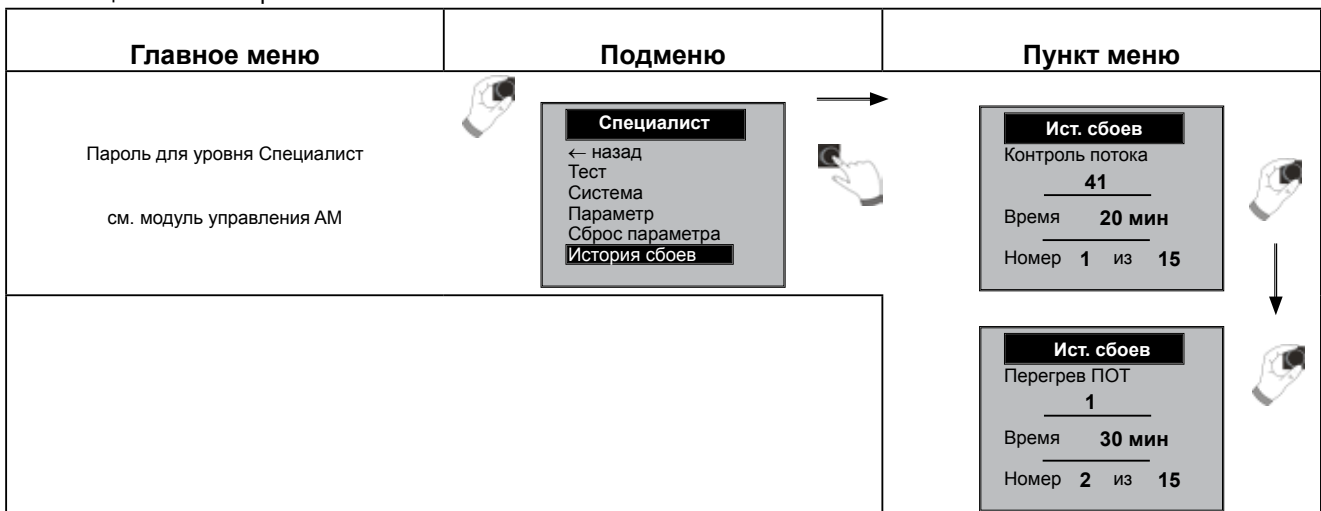 Главное меню
Подменю
Пункт меню
Пароль для уровня Специалист
см. модуль управления АМ
Специалист
← назад
Тест
Система
Параметр
Сброс параметра
История сбоев
Ист. сбоев
Контроль потока
41
Время 20 мин
Номер 1 из 15
Ист. сбоев
Перегрев ПОТ
1
Время 30 мин
Номер 2 из 15